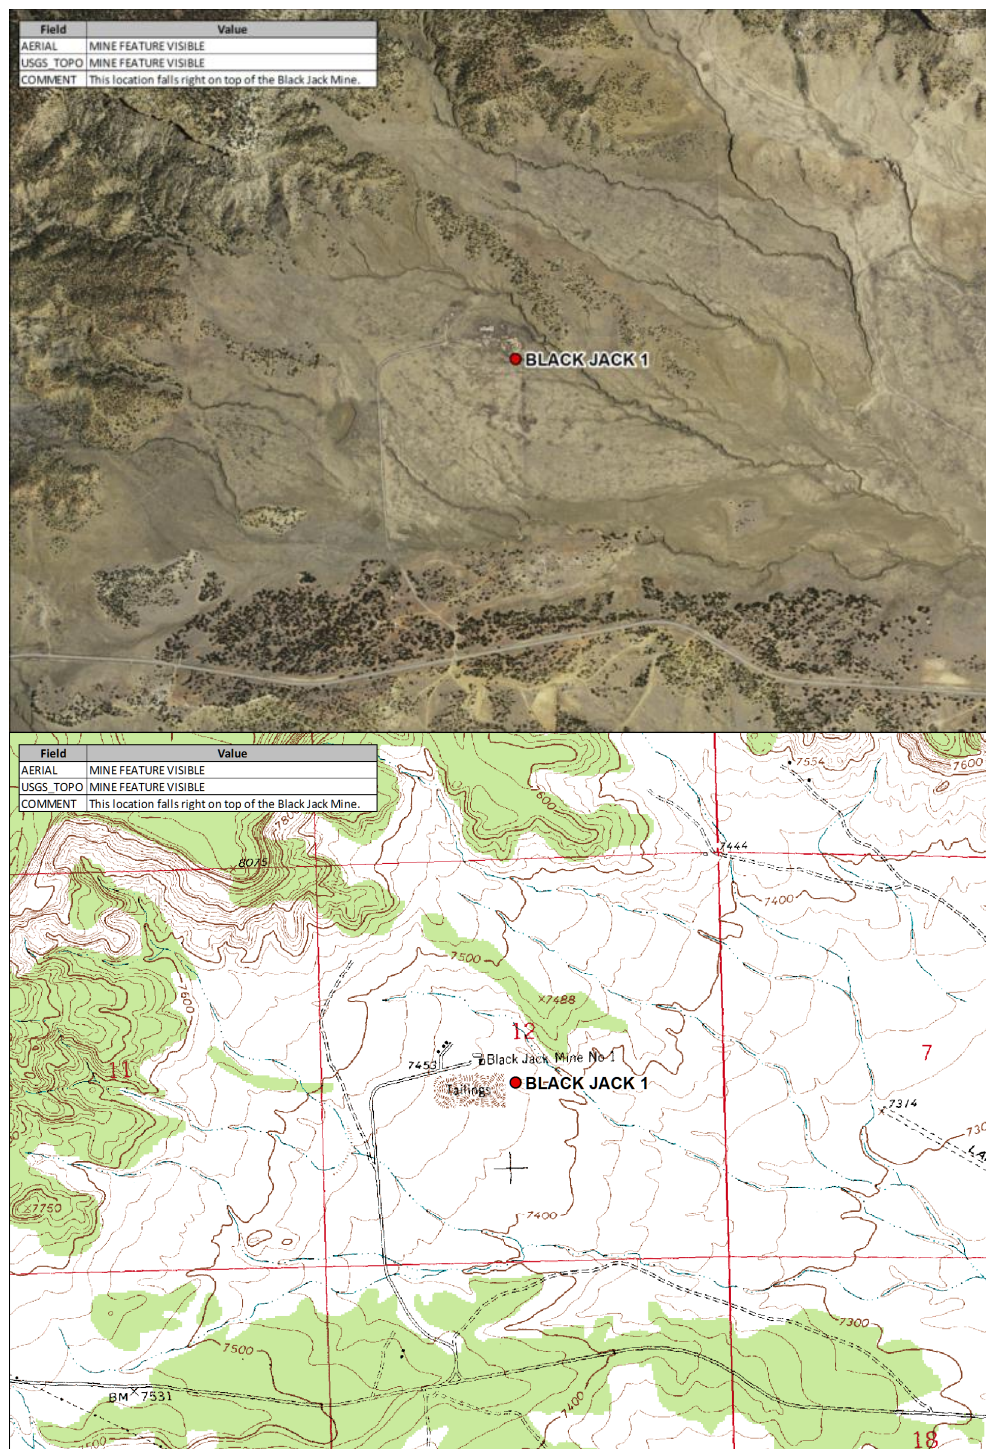 Field Value
AERIAL MINE FEATURE VISIBLE
USGS_TOPO MINE FEATURE VISIBLE
COMMENT This location falls right on top of the Black Jack Mine.
BLACK JACK 1
Field Value
AERIAL MINE FEATURE VISIBLE
USGS_TOPO MINE FEATURE VISIBLE
COMMENT This location falls right on top of the Black Jack Mine.
7554
7600
7444
8075
7400
7500
7600
7488
12
7453
Black Jack Mine No 1
11
7
Tailings
BLACK JACK 1
7314
7750
7400
7300
7500
BM 7531
7400
18